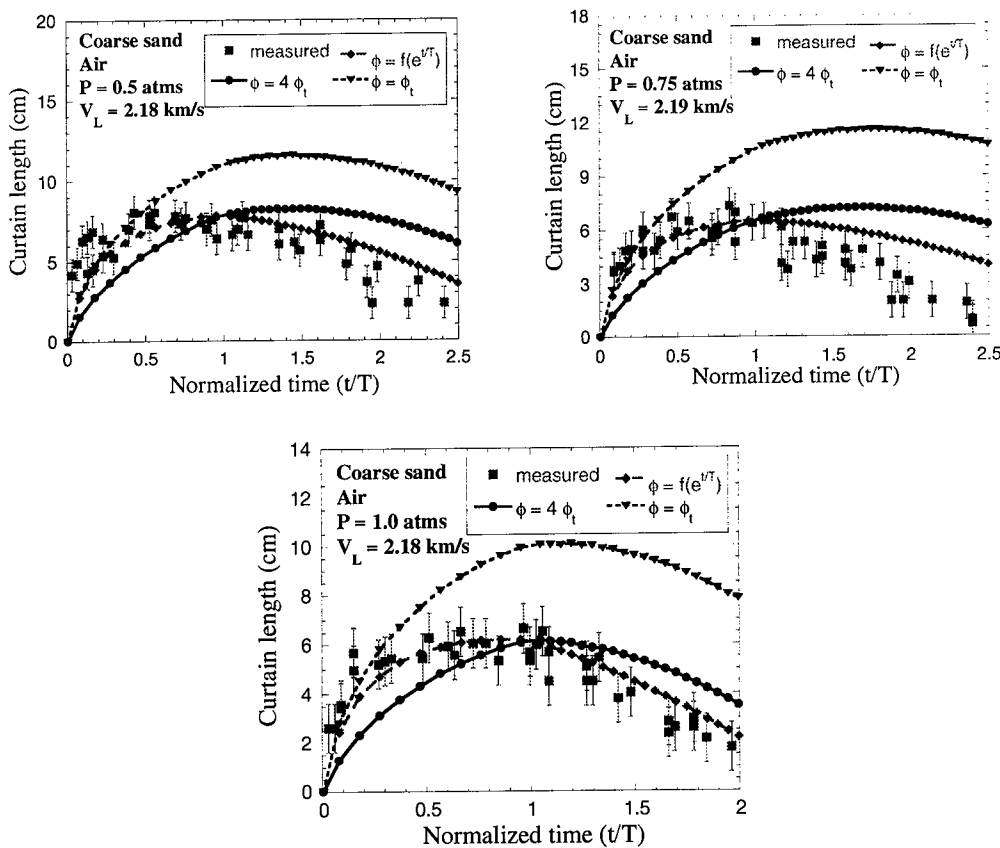 Coarse sand
Air
P = 0.5 atms
V_L = 2.18 km/s
measured
ϕ = f(e^t/T)
ϕ = 4 ϕ_t
ϕ = ϕ_t
20
15
10
5
0
Curtain length (cm)
0
0.5
1
1.5
2
2.5
Normalized time (t/T)
Coarse sand
Air
P = 0.75 atms
V_L = 2.19 km/s
measured
ϕ = f(e^t/T)
ϕ = 4 ϕ_t
ϕ = ϕ_t
18
15
12
9
6
3
0
Curtain length (cm)
0
0.5
1
1.5
2
2.5
Normalized time (t/T)
Coarse sand
Air
P = 1.0 atms
V_L = 2.18 km/s
measured
ϕ = f(e^t/T)
ϕ = 4 ϕ_t
ϕ = ϕ_t
14
12
10
8
6
4
2
0
Curtain length (cm)
0
0.5
1
1.5
2
Normalized time (t/T)